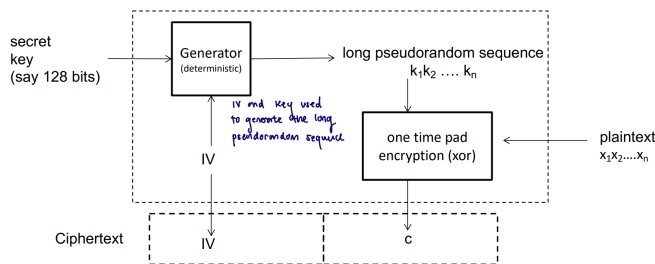 secret
key
(say 128 bits)
Generator
(deterministic)
long pseudorandom sequence
k₁k₂ .... kₙ
IV and key used
to generate the long
pseudorandom sequence
one time pad
encryption (xor)
plaintext
x₁x₂....xₙ
IV
Ciphertext
IV
c